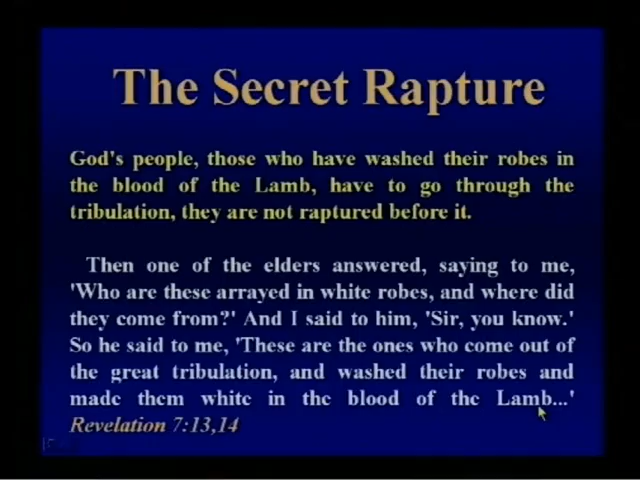 The Secret Rapture
God's people, those who have washed their robes in
the blood of the Lamb, have to go through the
tribulation, they are not raptured before it.
Then one of the elders answered, saying to me,
'Who are these arrayed in white robes, and where did
they come from?' And I said to him, 'Sir, you know.'
So he said to me, 'These are the ones who come out of
the great tribulation, and washed their robes and
made them white in the blood of the Lamb...'
Revelation 7:13,14